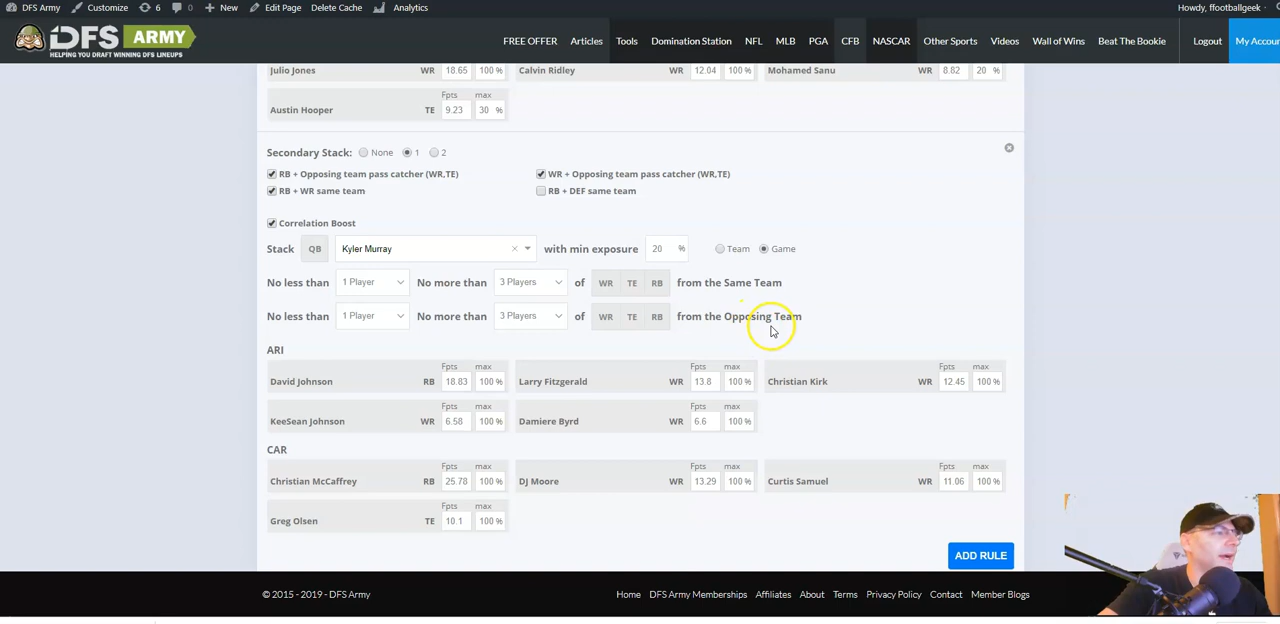 DFS Army Customize 6 0 New Edit Page Delete Cache Analytics Howdy, ffootballgeek
DFS ARMY
HELPING YOU DRAFT WINNING DFS LINEUPS
FREE OFFER Articles Tools Domination Station NFL MLB PGA CFB NASCAR Other Sports Videos Wall of Wins Beat The Bookie Logout My Accou
Julio Jones WR 18.65 100 % Calvin Ridley WR 12.04 100 % Mohamed Sanu WR 8.82 20 %
Fpts max
Austin Hooper TE 9.23 30 %
Secondary Stack: None 1 2
RB + Opposing team pass catcher (WR,TE) WR + Opposing team pass catcher (WR,TE)
RB + WR same team RB + DEF same team
Correlation Boost
Stack QB Kyler Murray × with min exposure 20 % Team Game
No less than 1 Player No more than 3 Players of WR TE RB from the Same Team
No less than 1 Player No more than 3 Players of WR TE RB from the Opposing Team
ARI
Fpts max Fpts max Fpts max
David Johnson RB 18.83 100 % Larry Fitzgerald WR 13.8 100 % Christian Kirk WR 12.45 100 %
Fpts max Fpts max
KeeSean Johnson WR 6.58 100 % Damiere Byrd WR 6.6 100 %
CAR
Fpts max Fpts max Fpts max
Christian McCaffrey RB 25.78 100 % DJ Moore WR 13.29 100 % Curtis Samuel WR 11.06 100 %
Fpts max
Greg Olsen TE 10.1 100 %
ADD RULE
© 2015 - 2019 - DFS Army Home DFS Army Memberships Affiliates About Terms Privacy Policy Contact Member Blogs